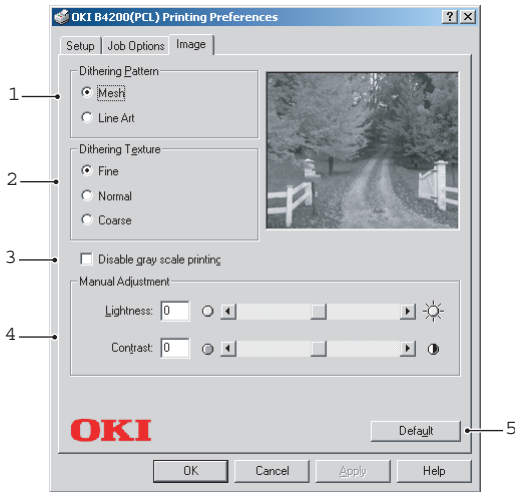 OKI B4200(PCL) Printing Preferences
Setup Job Options Image
Dithering Pattern
1
Mesh
Line Art
Dithering Texture
2
Fine
Normal
Coarse
3
Disable gray scale printing
Manual Adjustment
4
Lightness: 0
Contrast: 0
OKI
Default
5
OK Cancel Apply Help